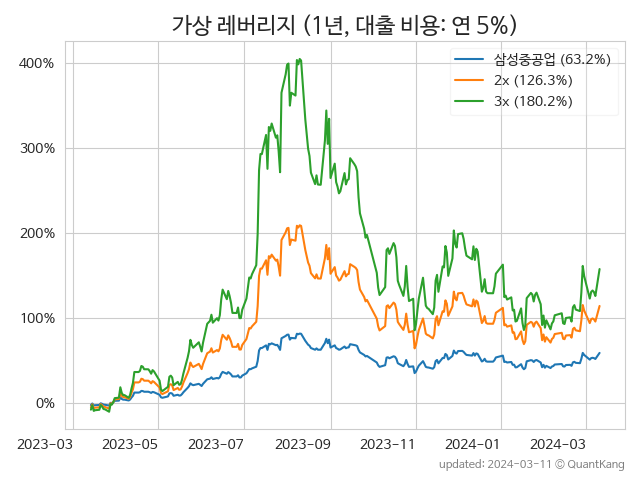 가상 레버리지 (1년, 대출 비용: 연 5%)
삼성중공업 (63.2%)
2x (126.3%)
3x (180.2%)
400%
300%
200%
100%
0%
2023-03 2023-05 2023-07 2023-09 2023-11 2024-01 2024-03
updated: 2024-03-11 © QuantKang